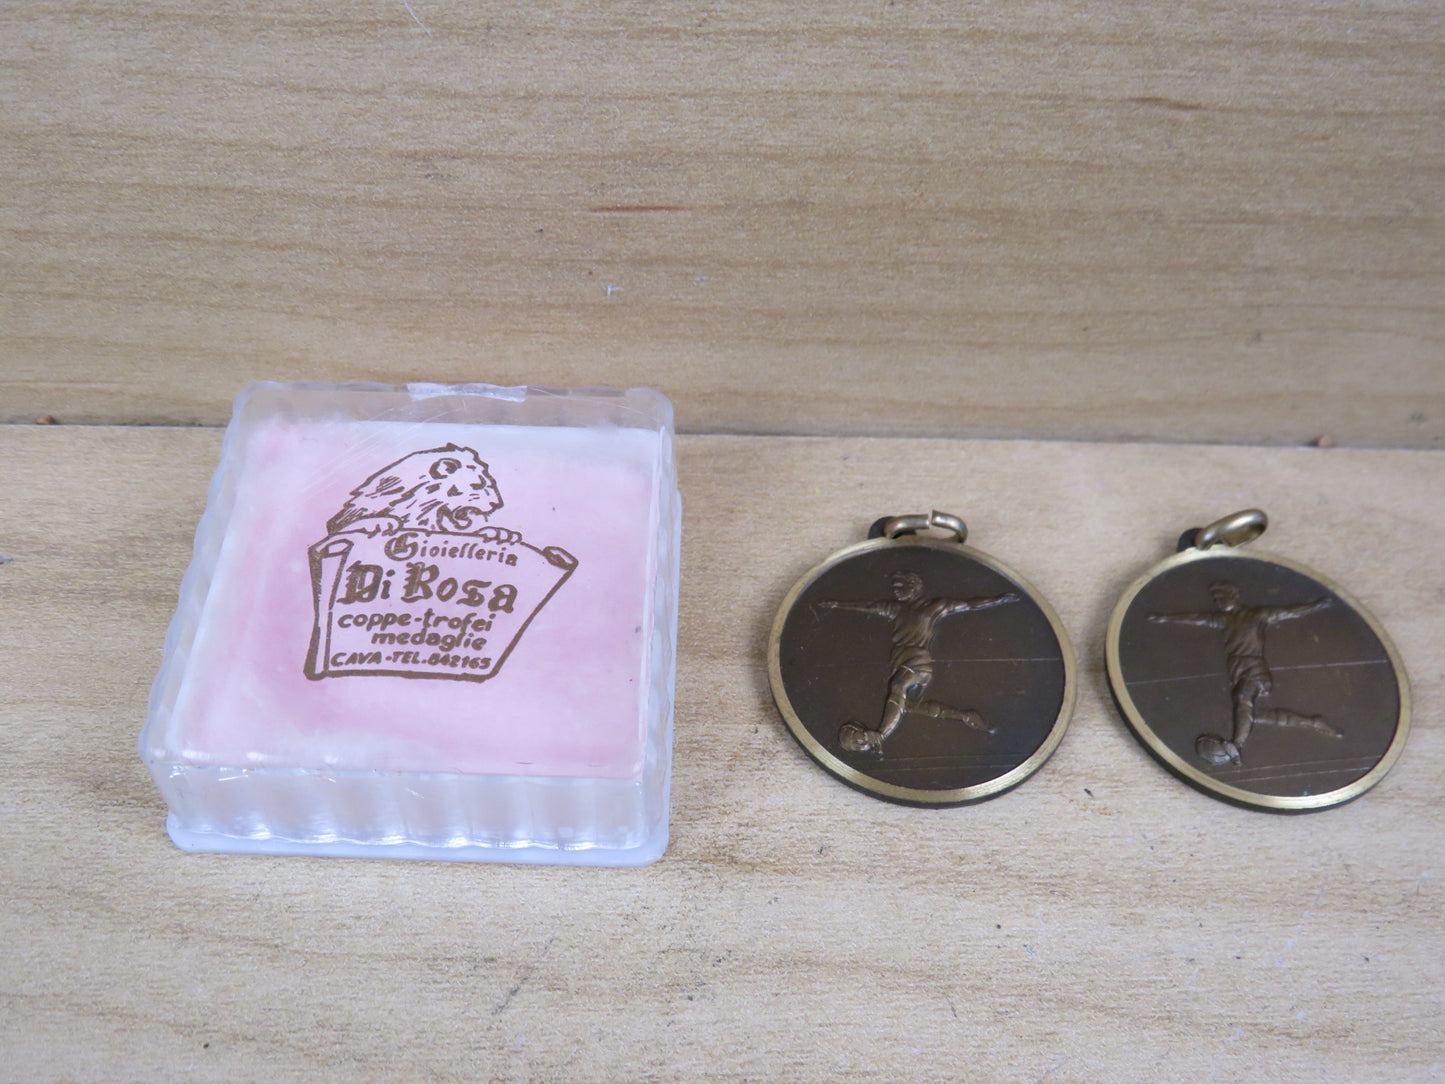 Gioielleria
Di Rosa
coppe-trofei
medaglie
CAVA-TEL.842165